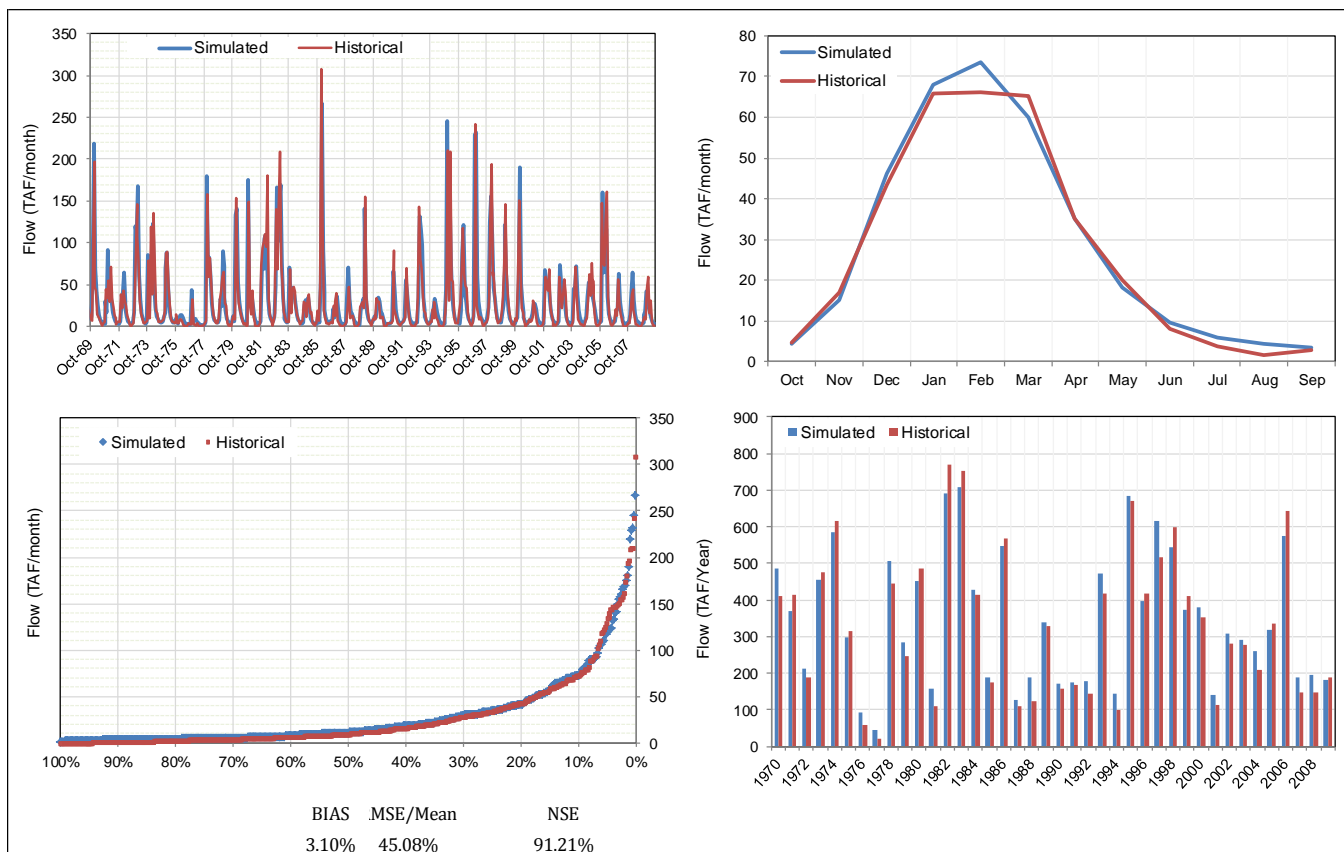 350
300
250
200
150
100
50
0
Flow (TAF/month)
Simulated
Historical
Oct-69
Oct-71
Oct-73
Oct-75
Oct-77
Oct-79
Oct-81
Oct-83
Oct-85
Oct-87
Oct-89
Oct-91
Oct-93
Oct-95
Oct-97
Oct-99
Oct-01
Oct-03
Oct-05
Oct-07
80
70
60
50
40
30
20
10
0
Flow (TAF/month)
Simulated
Historical
Oct Nov Dec Jan Feb Mar Apr May Jun Jul Aug Sep
Flow (TAF/month)
Simulated Historical
350
300
250
200
150
100
50
0
100% 90% 80% 70% 60% 50% 40% 30% 20% 10% 0%
BIAS .MSE/Mean NSE
3.10% 45.08% 91.21%
900
800
700
600
500
400
300
200
100
0
Flow (TAF/Year)
Simulated Historical
1970
1972
1974
1976
1978
1980
1982
1984
1986
1988
1990
1992
1994
1996
1998
2000
2002
2004
2006
2008